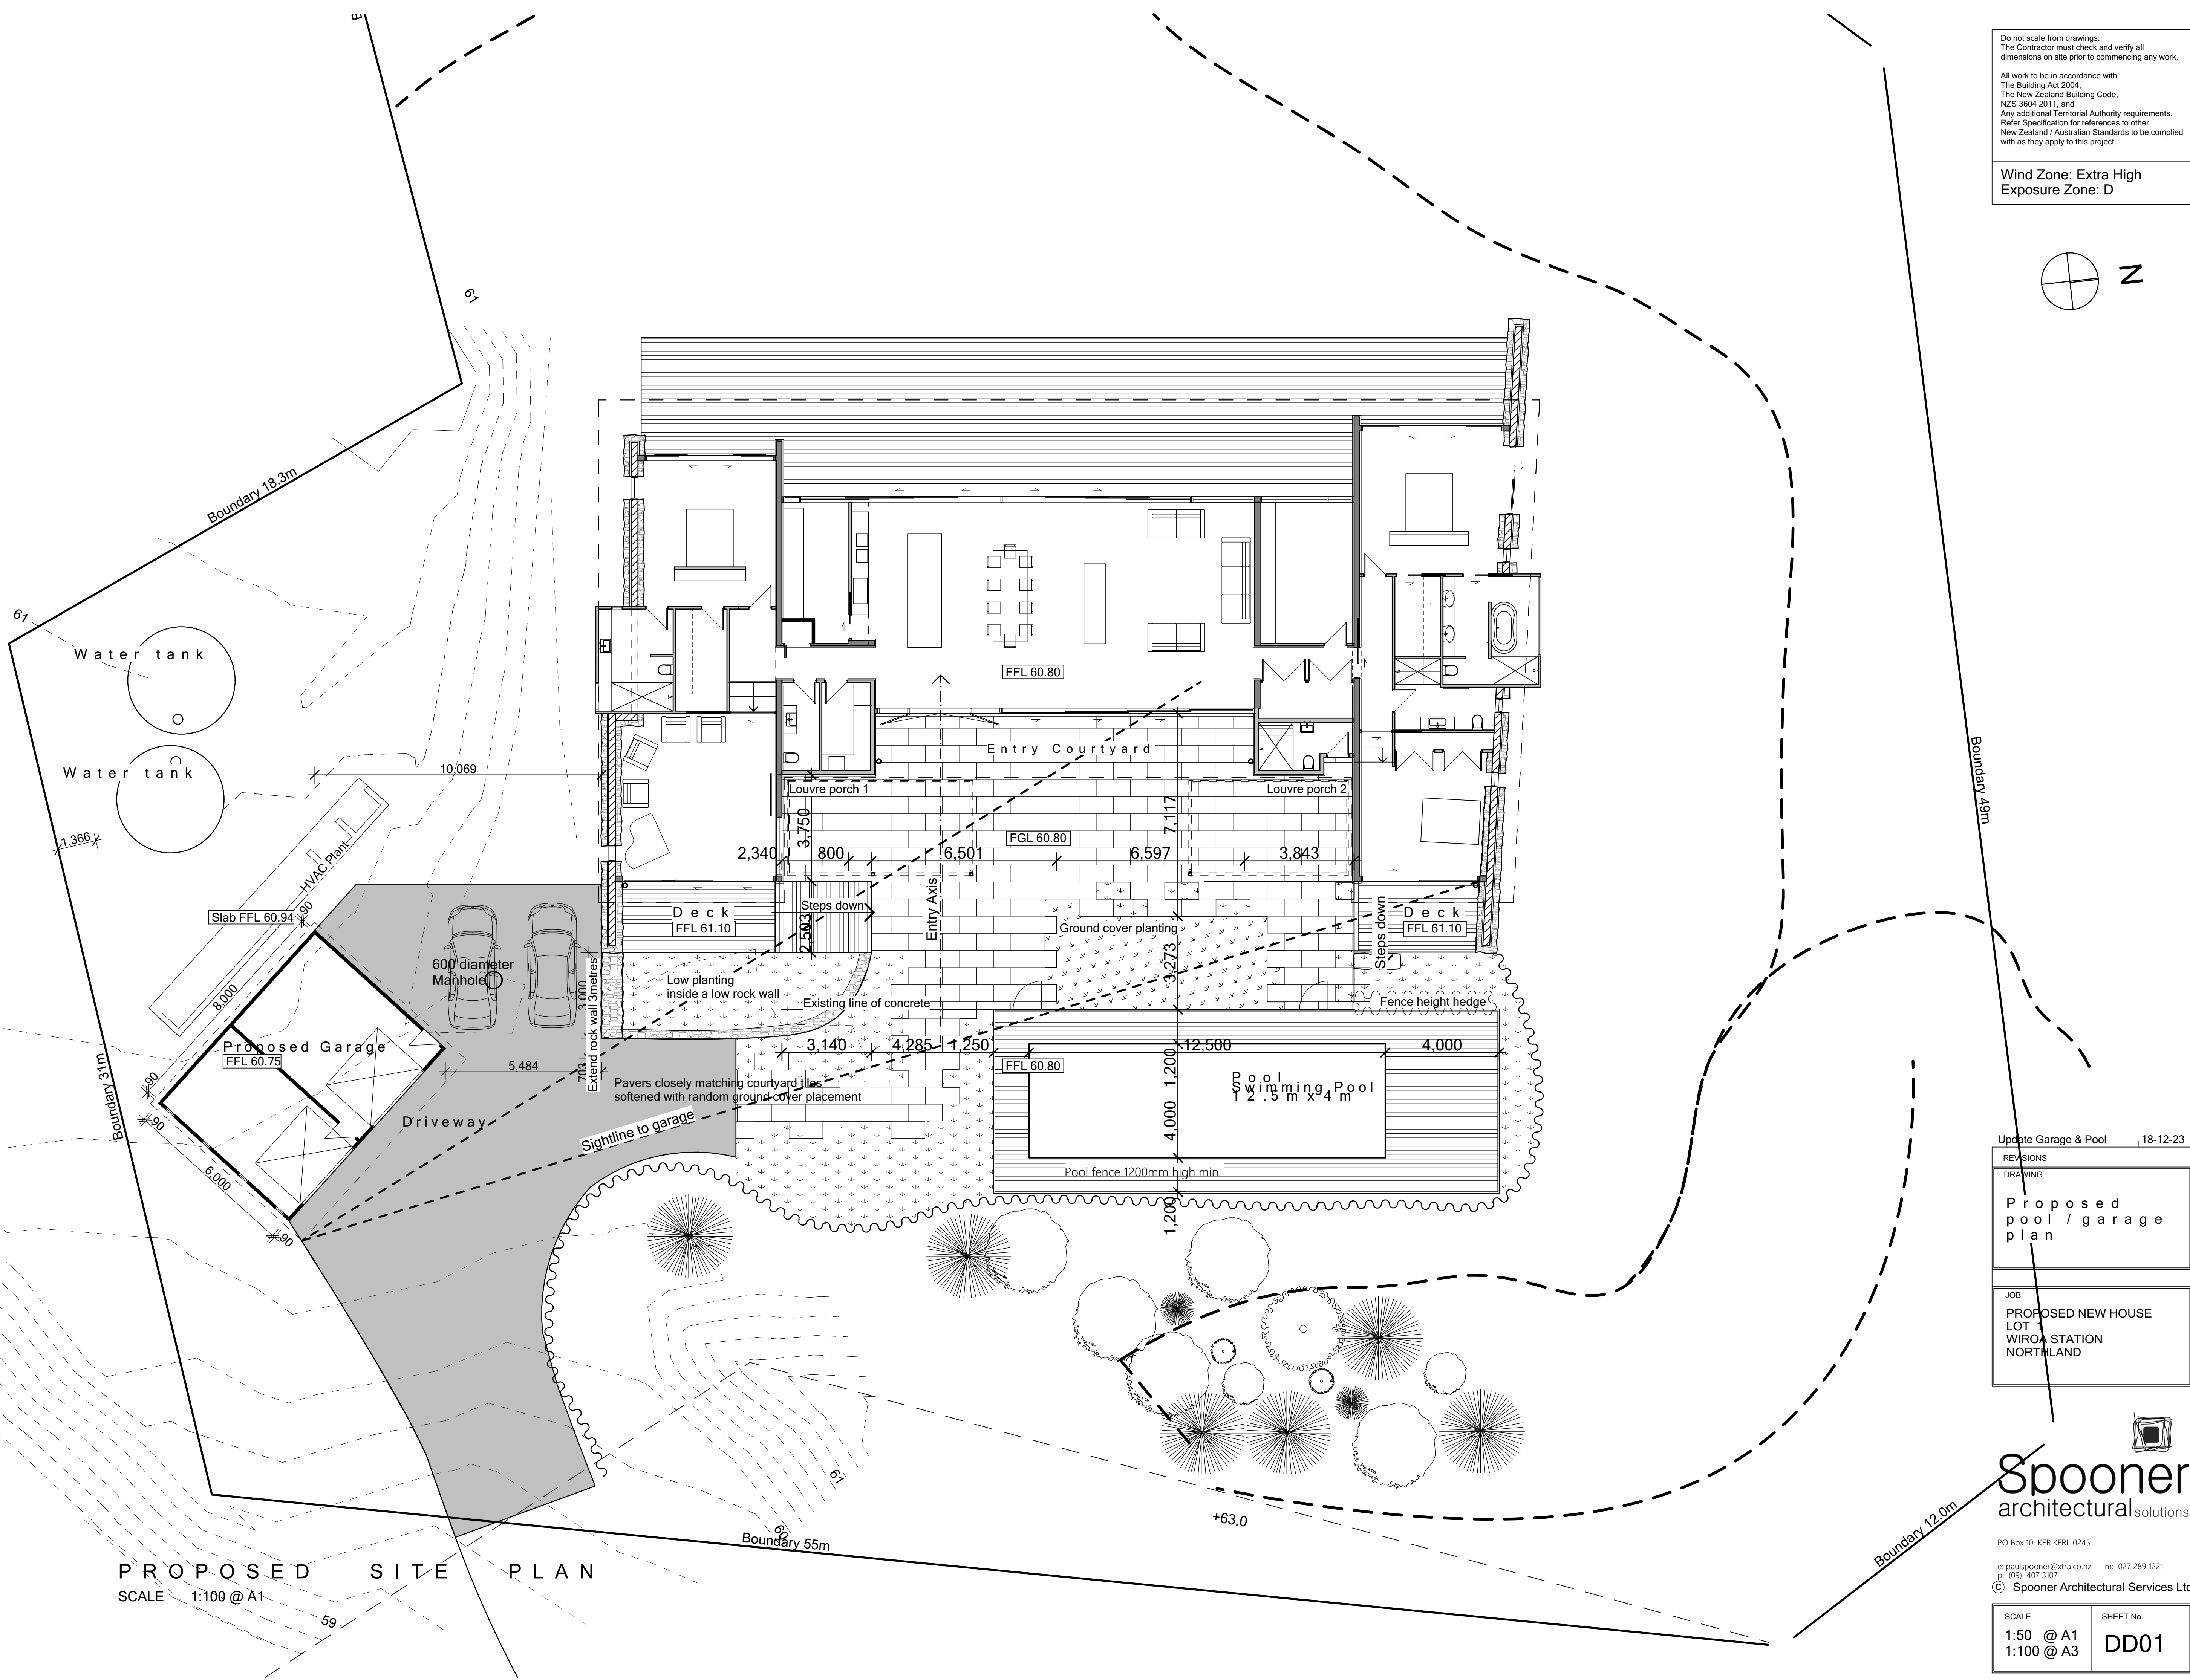 Do not scale from drawings.
The Contractor must check and verify all
dimensions on site prior to commencing any work.
All work to be in accordance with
The Building Act 2004,
The New Zealand Building Code,
NZS 3604 2011, and
Any additional Territorial Authority requirements.
Refer Specification for references to other
New Zealand / Australian Standards to be complied
with as they apply to this project.
Wind Zone: Extra High
Exposure Zone: D
N
61
Boundary 18.3m
61
Water tank
Water tank
1,366
10,069
HVAC Plant
Slab FFL 60.94
90
8,000
Proposed Garage
FFL 60.75
90
90
6,000
90
Boundary 31m
600 diameter
Manhole
5,484
3,000
703
Extend rock wall 3metres
Driveway
FFL 60.80
Entry Courtyard
Louvre porch 1
Louvre porch 2
3,750
7,117
FGL 60.80
2,340
800
6,501
6,597
3,843
Deck
FFL 61.10
Steps down
2,503
Entry Axis
Ground cover planting
3,273
Steps down
Deck
FFL 61.10
Low planting
inside a low rock wall
Existing line of concrete
Fence height hedge
3,140
4,285
1,250
12,500
4,000
FFL 60.80
1,200
4,000
1,200
Pool
Swimming Pool
12.5m x 4m
Pool fence 1200mm high min.
Pavers closely matching courtyard tiles
softened with random ground cover placement
Sightline to garage
Boundary 49m
61
60
Boundary 55m
+63.0
Boundary 12.0m
59
PROPOSED SITE PLAN
SCALE 1:100 @ A1
Update Garage & Pool 18-12-23
REVISIONS
DRAWING
Proposed
pool / garage
plan
JOB
PROPOSED NEW HOUSE
LOT 1
WIROA STATION
NORTHLAND
Spooner
architectural solutions
PO Box 10 KERIKERI 0245
e: paulspooner@xtra.co.nz m: 027 289 1221
p: (09) 407 3107
© Spooner Architectural Services Ltd
SCALE
1:50 @ A1
1:100 @ A3
SHEET No.
DD01